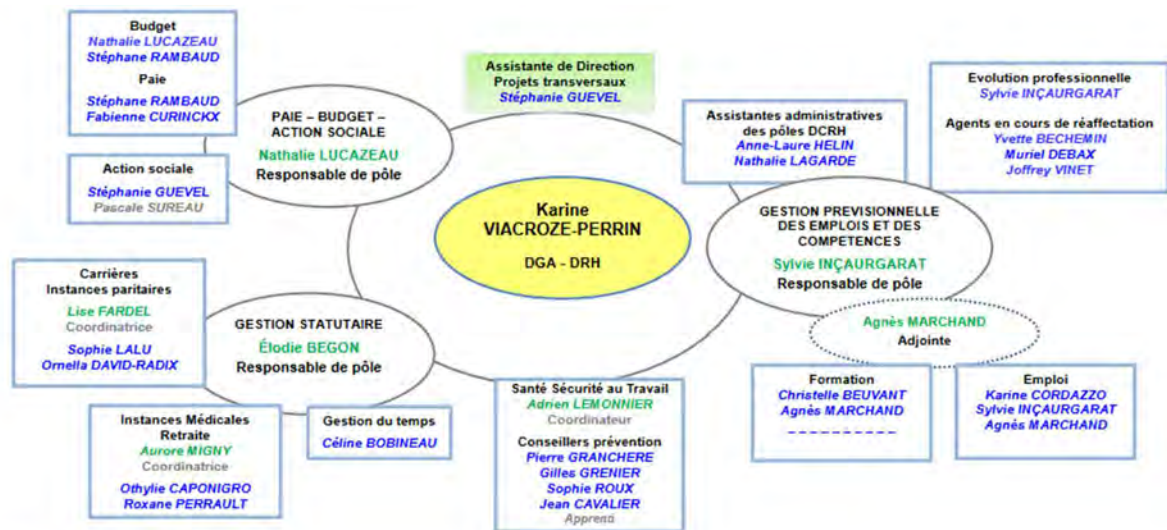 Budget
Nathalie LUCAZEAU
Stéphane RAMBAUD
Paie
Stéphane RAMBAUD
Fabienne CURINCKX
Action sociale
Stéphanie GUEVEL
Pascale SUREAU
PAIE – BUDGET –
ACTION SOCIALE
Nathalie LUCAZEAU
Responsable de pôle
Assistante de Direction
Projets transversaux
Stéphanie GUEVEL
Assistantes administratives
des pôles DCRH
Anne-Laure HELIN
Nathalie LAGARDE
Evolution professionnelle
Sylvie INÇAURGARAT
Agents en cours de réaffectation
Yvette BECHEMIN
Muriel DEBAX
Joffrey VINET
Karine
VIACROZE-PERRIN
DGA - DRH
GESTION PREVISIONNELLE
DES EMPLOIS ET DES
COMPETENCES
Sylvie INÇAURGARAT
Responsable de pôle
Agnès MARCHAND
Adjointe
Carrières
Instances paritaires
Lise FARDEL
Coordinatrice
Sophie LALU
Ornella DAVID-RADIX
GESTION STATUTAIRE
Élodie BEGON
Responsable de pôle
Instances Médicales
Retraite
Aurore MIGNY
Coordinatrice
Othylie CAPONIGRO
Roxane PERRAULT
Gestion du temps
Céline BOBINEAU
Santé Sécurité au Travail
Adrien LEMONNIER
Coordinateur
Conseillers prévention
Pierre GRANCHERE
Gilles GRENIER
Sophie ROUX
Jean CAVALIER
Apprenti
Formation
Christelle BEUVANT
Agnès MARCHAND
_ _ _ _ _ _ _ _ _ _
Emploi
Karine CORDAZZO
Sylvie INÇAURGARAT
Agnès MARCHAND